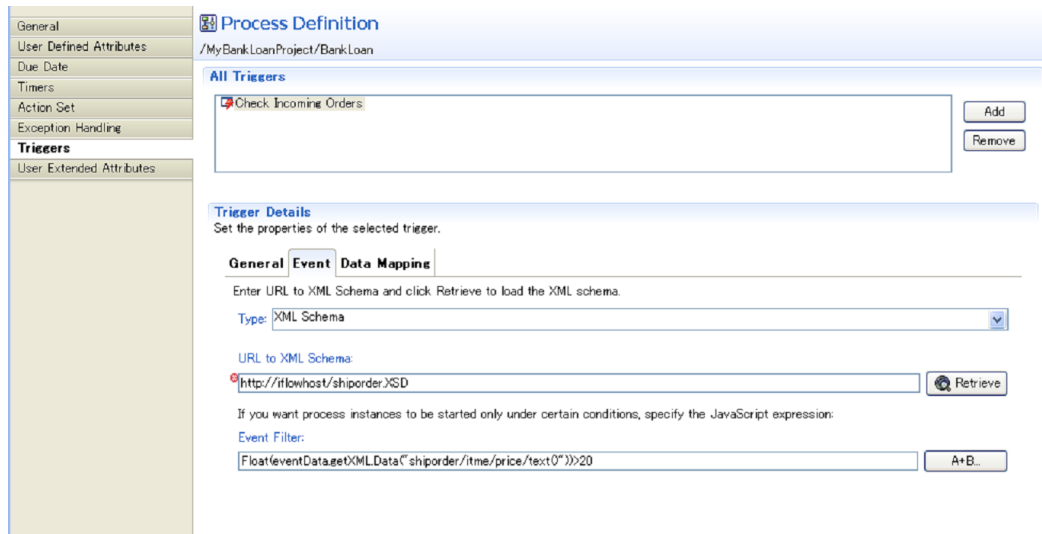 General
User Defined Attributes
Due Date
Timers
Action Set
Exception Handling
Triggers
User Extended Attributes
Process Definition
/MyBankLoanProject/BankLoan
All Triggers
Check Incoming Orders
Add
Remove
Trigger Details
Set the properties of the selected trigger.
General Event Data Mapping
Enter URL to XML Schema and click Retrieve to load the XML schema.
Type: XML Schema
URL to XML Schema:
http://iflowhost/shiporder.XSD
Retrieve
If you want process instances to be started only under certain conditions, specify the JavaScript expression:
Event Filter:
Float(eventData.getXML.Data("shiporder/itme/price/text()"))>20
A+B...